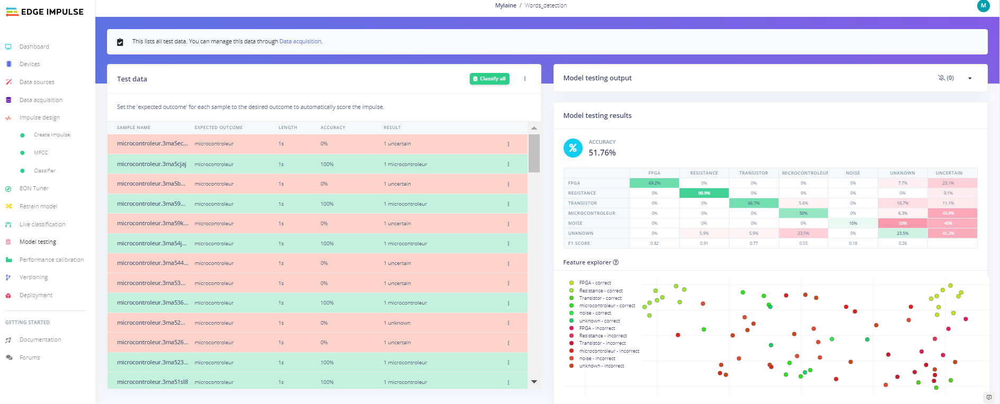 EDGE IMPULSE
Mylaine / Words_detection
M
Dashboard
Devices
Data sources
Data acquisition
Impulse design
Create impulse
MFCC
Classifier
EON Tuner
Retrain model
Live classification
Model testing
Performance calibration
Versioning
Deployment
GETTING STARTED
Documentation
Forums
This lists all test data. You can manage this data through Data acquisition.
Test data
Classify all
Set the 'expected outcome' for each sample to the desired outcome to automatically score the impulse.
SAMPLE NAME EXPECTED OUTCOME LENGTH ACCURACY RESULT
microcontroleur.3ma5ec... microcontroleur 1s 0% 1 uncertain
microcontroleur.3ma5cjaj microcontroleur 1s 100% 1 microcontroleur
microcontroleur.3ma5b... microcontroleur 1s 0% 1 uncertain
microcontroleur.3ma59... microcontroleur 1s 100% 1 microcontroleur
microcontroleur.3ma59k... microcontroleur 1s 0% 1 uncertain
microcontroleur.3ma54j... microcontroleur 1s 100% 1 microcontroleur
microcontroleur.3ma544... microcontroleur 1s 0% 1 uncertain
microcontroleur.3ma53... microcontroleur 1s 0% 1 uncertain
microcontroleur.3ma536... microcontroleur 1s 100% 1 microcontroleur
microcontroleur.3ma52... microcontroleur 1s 0% 1 unknown
microcontroleur.3ma526... microcontroleur 1s 0% 1 uncertain
microcontroleur.3ma523... microcontroleur 1s 100% 1 microcontroleur
microcontroleur.3ma51sl8 microcontroleur 1s 100% 1 microcontroleur
Model testing output
(0)
Model testing results
%
ACCURACY
51.76%
FPGA RESISTANCE TRANSISTOR MICROCONTROLEUR NOISE UNKNOWN UNCERTAIN
FPGA 69.2% 0% 0% 0% 0% 7.7% 23.1%
RESISTANCE 0% 90.9% 0% 0% 0% 0% 9.1%
TRANSISTOR 0% 0% 66.7% 5.6% 0% 16.7% 11.1%
MICROCONTROLEUR 0% 0% 0% 50% 0% 6.3% 43.8%
NOISE 0% 0% 0% 0% 10% 50% 40%
UNKNOWN 0% 5.9% 5.9% 23.5% 0% 23.5% 41.2%
F1 SCORE 0.82 0.91 0.77 0.55 0.18 0.26
Feature explorer ?
FPGA - correct
Resistance - correct
Transistor - correct
microcontroleur - correct
noise - correct
unknown - correct
FPGA - incorrect
Resistance - incorrect
Transistor - incorrect
microcontroleur - incorrect
noise - incorrect
unknown - incorrect